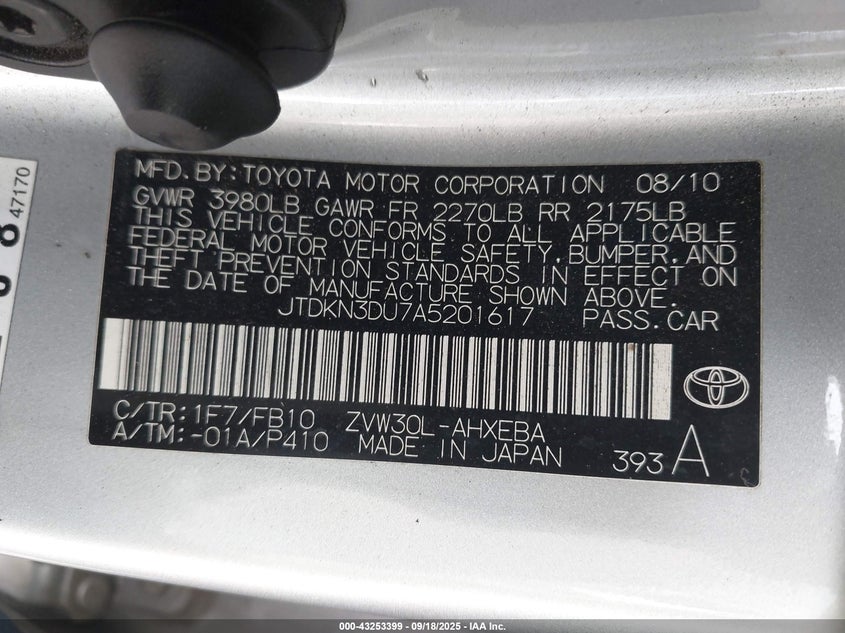 MFD.BY:TOYOTA MOTOR CORPORATION 08/10
GVWR 3980LB GAWR FR 2270LB RR 2175LB
THIS VEHICLE CONFORMS TO ALL APPLICABLE
FEDERAL MOTOR VEHICLE SAFETY,BUMPER,AND
THEFT PREVENTION STANDARDS IN EFFECT ON
THE DATE OF MANUFACTURE SHOWN ABOVE.
JTDKN3DU7A5201617 PASS.CAR
C/TR:1F7/FB10 ZVW30L-AHXEBA
A/TM:-01A/P410 MADE IN JAPAN
393 A
C
47170
8
000-43253399 - 09/18/2025 - IAA Inc.